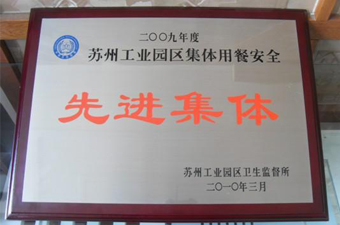 二〇〇九年度
苏州工业园区集体用餐安全
先进集体
苏州工业园区卫生监督所
二〇一〇年三月